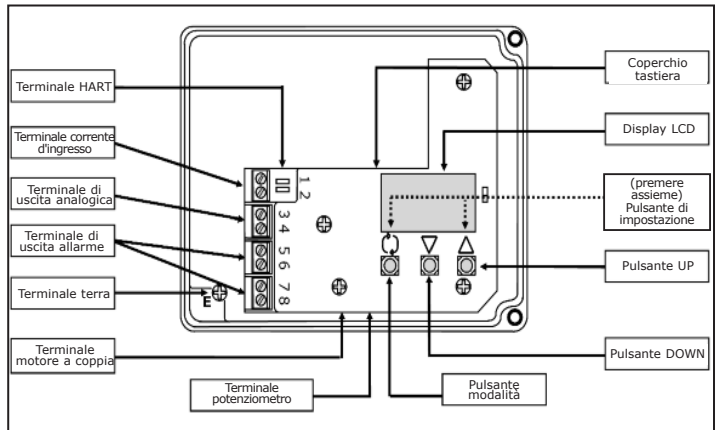 Terminale HART
Terminale corrente
d'ingresso
Terminale di
uscita analogica
Terminale di
uscita allarme
Terminale terra
Terminale
motore a coppia
Terminale
potenziometro
Pulsante
modalità
Coperchio
tastiera
Display LCD
(premere
assieme)
Pulsante di
impostazione
Pulsante UP
Pulsante DOWN
1
2
3
4
5
6
7
8
E